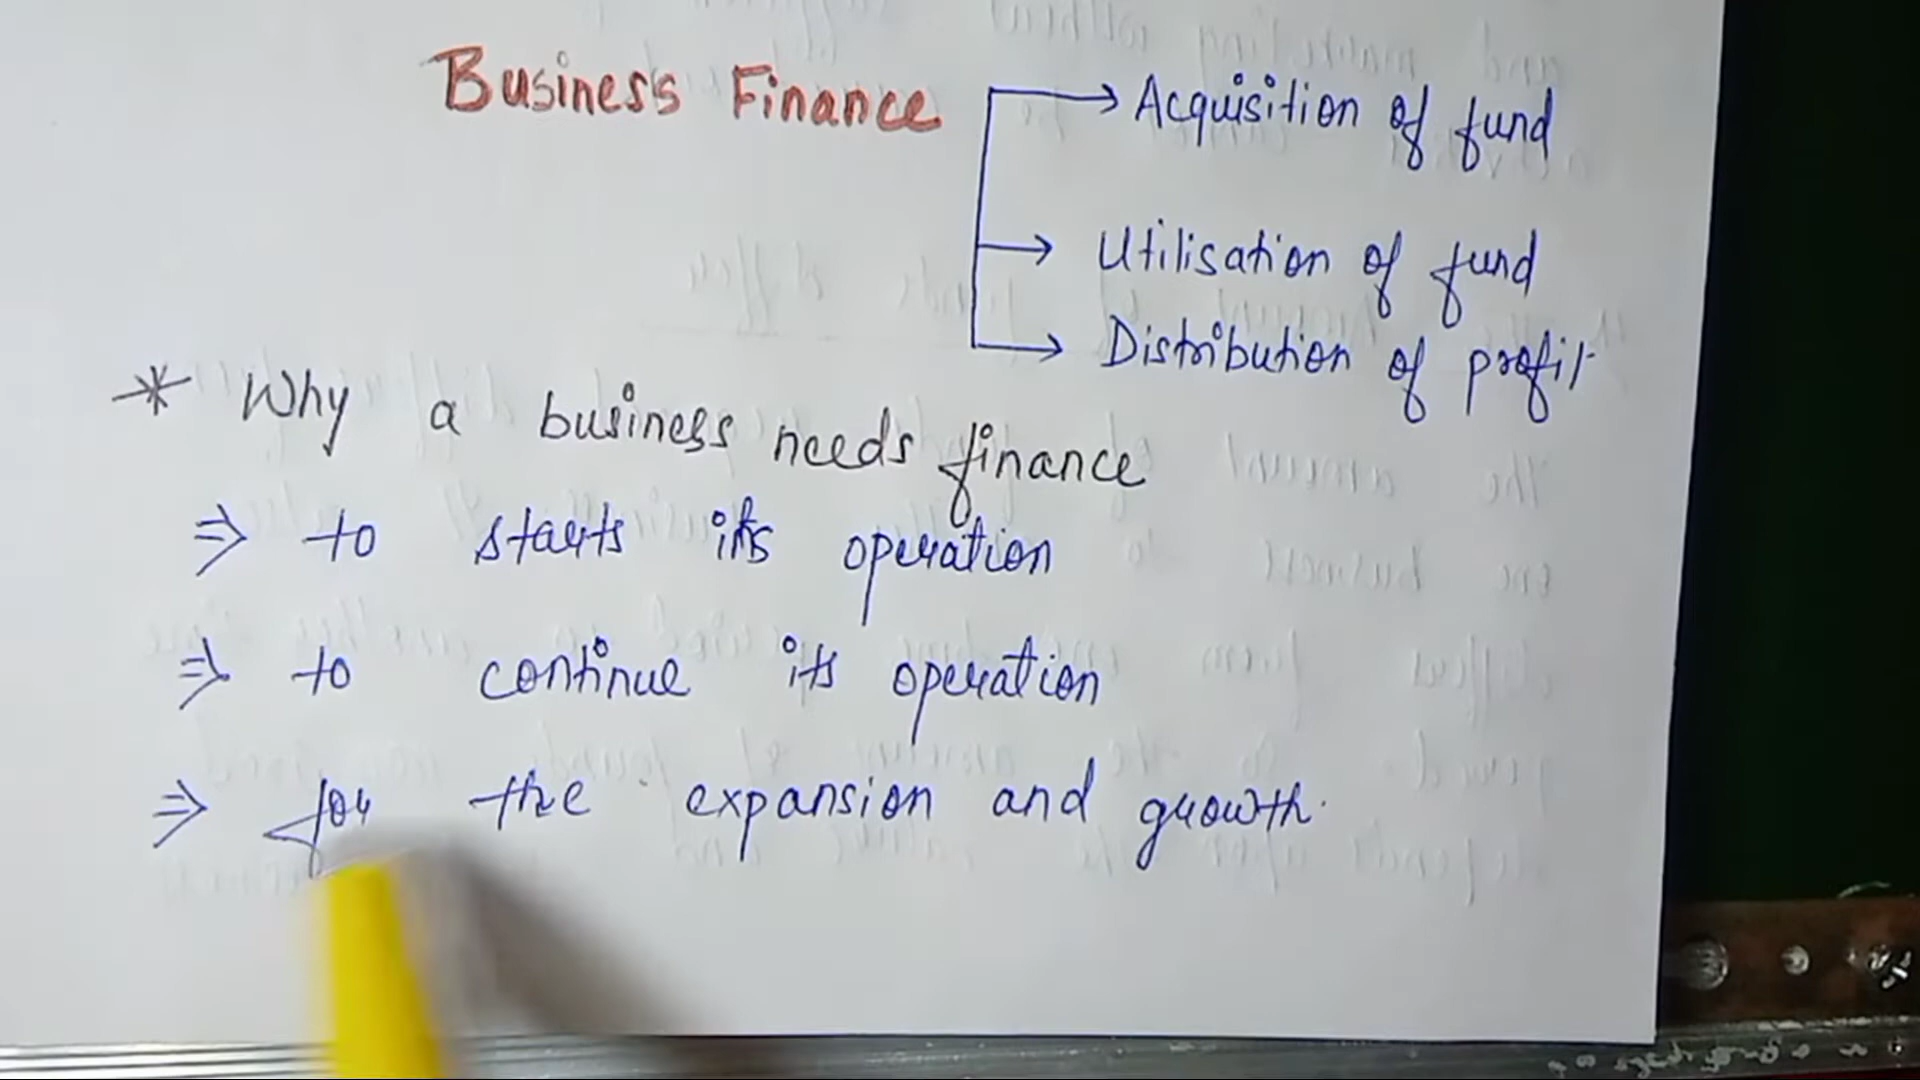 Business Finance → Acquisition of fund
→ Utilisation of fund
→ Distribution of profit
* Why a business needs finance
⇒ to starts its operation
⇒ to continue its operation
⇒ for the expansion and growth.